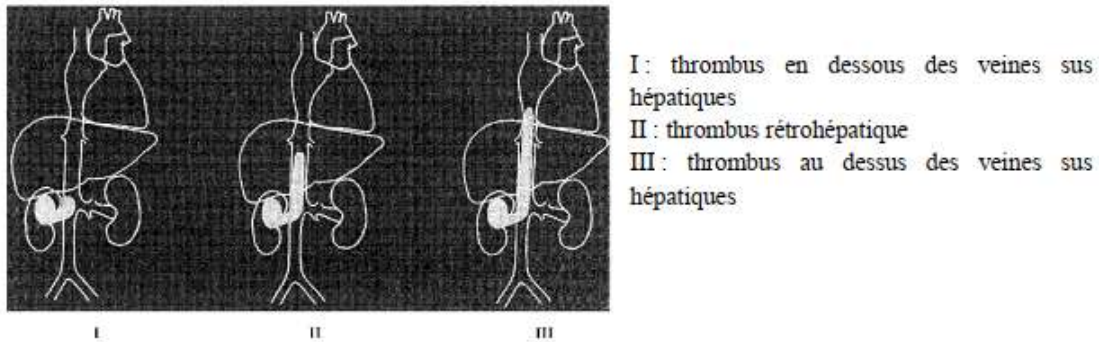 I : thrombus en dessous des veines sus
hépatiques
II : thrombus rétrohépatique
III : thrombus au dessus des veines sus
hépatiques
I II III